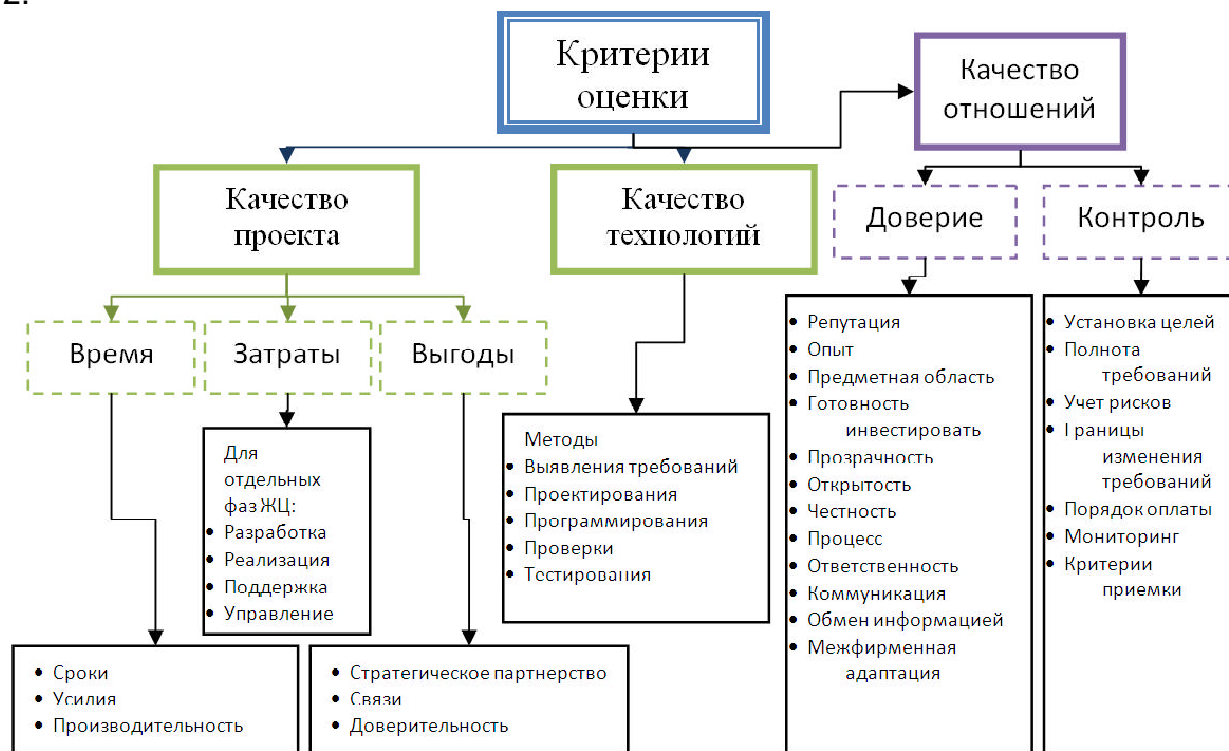 2.
Критерии
оценки
Качество
отношений
Качество
проекта
Качество
технологий
Доверие
Контроль
Время
Затраты
Выгоды
• Сроки
• Усилия
• Производительность
Для
отдельных
фаз ЖЦ:
• Разработка
• Реализация
• Поддержка
• Управление
• Стратегическое партнерство
• Связи
• Доверительность
Методы
• Выявления требований
• Проектирования
• Программирования
• Проверки
• Тестирования
• Репутация
• Опыт
• Предметная область
• Готовность
инвестировать
• Прозрачность
• Открытость
• Честность
• Процесс
• Ответственность
• Коммуникация
• Обмен информацией
• Межфирменная
адаптация
• Установка целей
• Полнота
требований
• Учет рисков
• Границы
изменения
требований
• Порядок оплаты
• Мониторинг
• Критерии
приемки